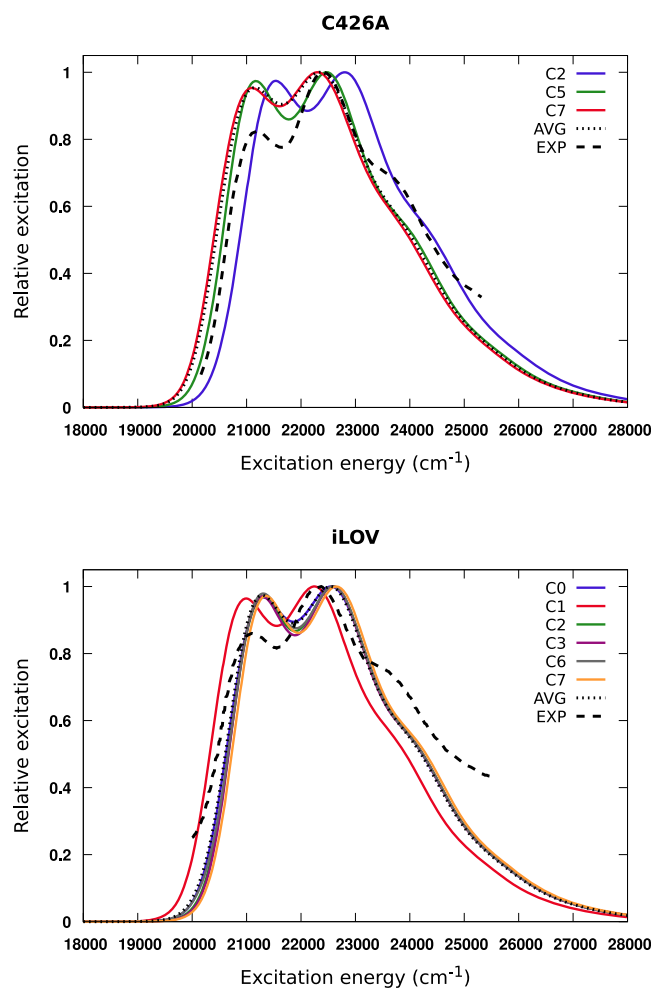 C426A
C2
C5
C7
AVG
EXP
1
0.8
0.6
0.4
0.2
0
Relative excitation
18000 19000 20000 21000 22000 23000 24000 25000 26000 27000 28000
Excitation energy (cm-1)
iLOV
C0
C1
C2
C3
C6
C7
AVG
EXP
1
0.8
0.6
0.4
0.2
0
Relative excitation
18000 19000 20000 21000 22000 23000 24000 25000 26000 27000 28000
Excitation energy (cm-1)